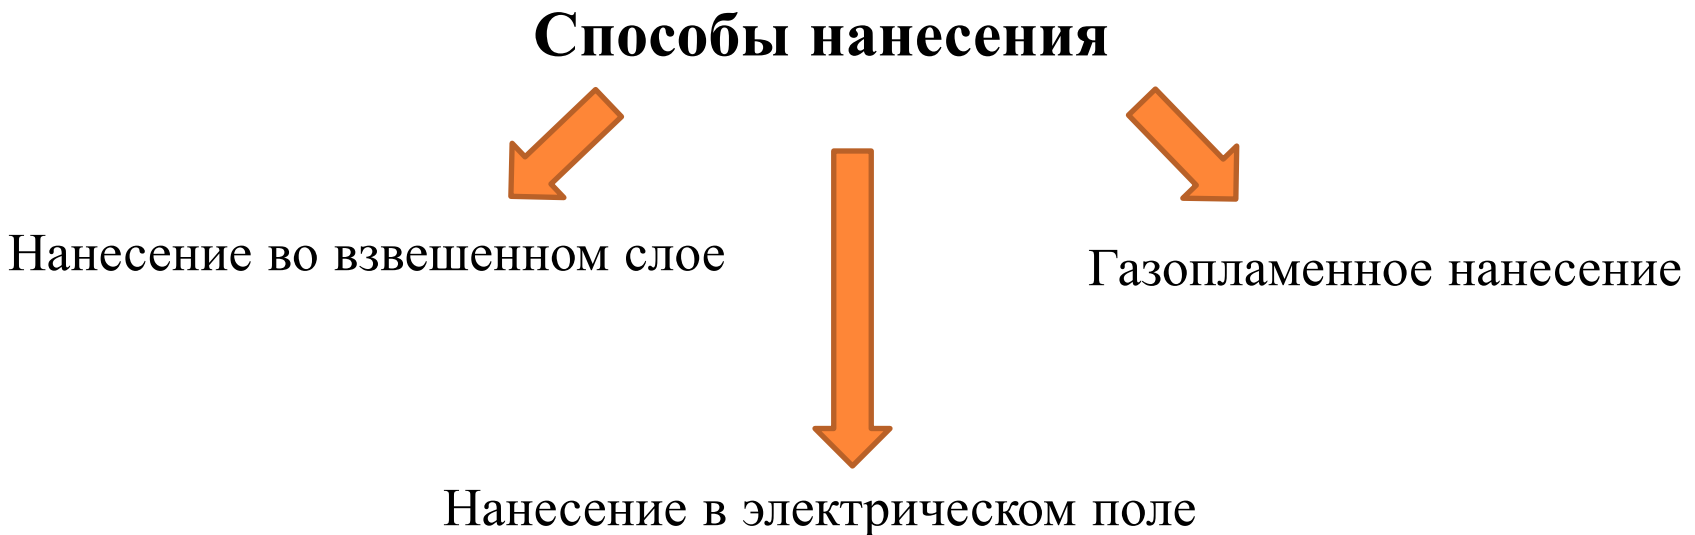 Способы нанесения
Нанесение во взвешенном слое
Газопламенное нанесение
Нанесение в электрическом поле